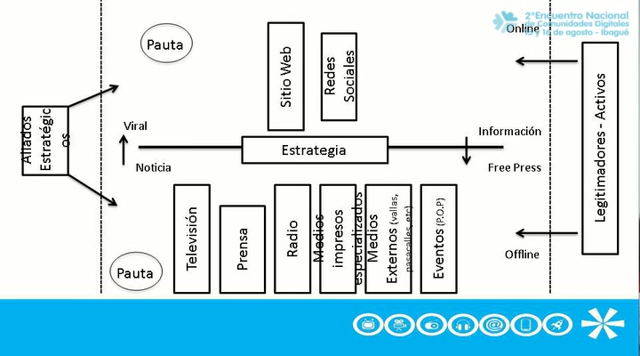 2° Encuentro Nacional
de Comunidades Digitales
15 y 16 de agosto - Ibagué
Online
Pauta
Sitio Web
Redes
Sociales
Aliados
Estratégic
os
Viral
Noticia
Estrategia
Información
Free Press
Legitimadores - Activos
Televisión
Prensa
Radio
Medios
impresos
especializados
Medios
Externos (vallas,
pasacalles, etc)
Eventos (P.O.P)
Pauta
Offline